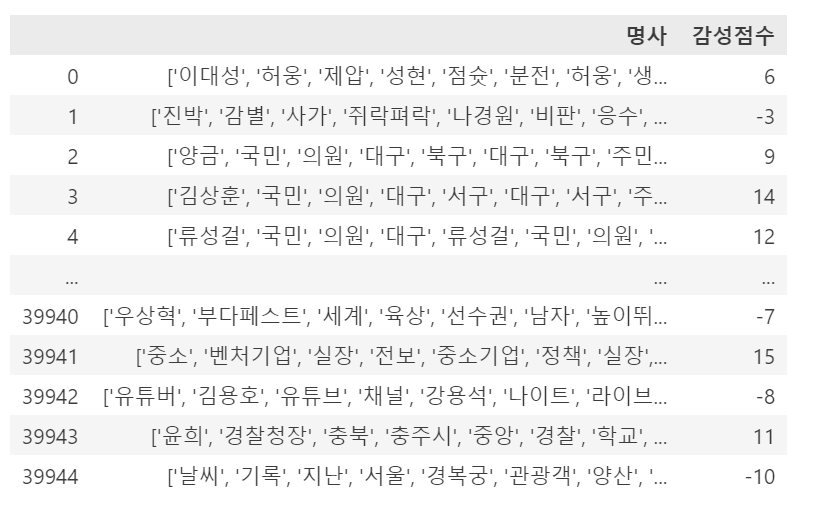 명사 감성점수
0 ['이대성', '허웅', '제압', '성현', '점슛', '분전', '허웅', '생... 6
1 ['진박', '감별', '사가', '쥐락펴락', '나경원', '비판', '응수', ... -3
2 ['양금', '국민', '의원', '대구', '북구', '대구', '북구', '주민... 9
3 ['김상훈', '국민', '의원', '대구', '서구', '대구', '서구', '주... 14
4 ['류성걸', '국민', '의원', '대구', '류성걸', '국민', '의원', '... 12
... ... ...
39940 ['우상혁', '부다페스트', '세계', '육상', '선수권', '남자', '높이뛰... -7
39941 ['중소', '벤처기업', '실장', '전보', '중소기업', '정책', '실장',... 15
39942 ['유튜버', '김용호', '유튜브', '채널', '강용석', '나이트', '라이브... -8
39943 ['윤희', '경찰청장', '충북', '충주시', '중앙', '경찰', '학교', ... 11
39944 ['날씨', '기록', '지난', '서울', '경복궁', '관광객', '양산', '... -10